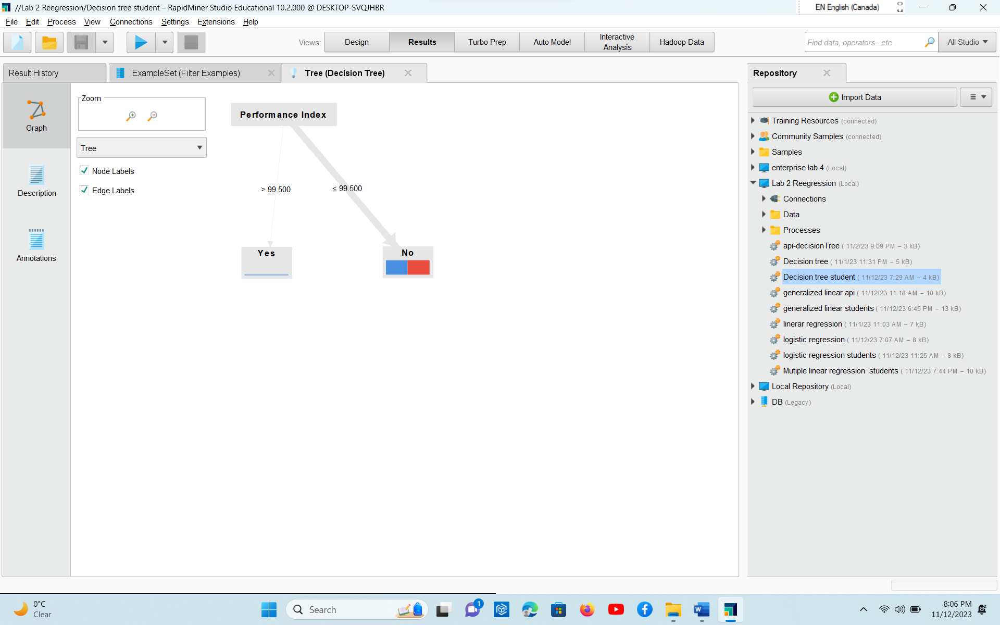 //Lab 2 Reegression/Decision tree student – RapidMiner Studio Educational 10.2.000 @ DESKTOP-SVQJHBR
EN English (Canada)
File Edit Process View Connections Settings Extensions Help
Views: Design Results Turbo Prep Auto Model Interactive Analysis Hadoop Data
Find data, operators...etc
All Studio
Result History
ExampleSet (Filter Examples)
Tree (Decision Tree)
Graph
Description
Annotations
Zoom
Tree
Node Labels
Edge Labels
Performance Index
> 99.500
≤ 99.500
Yes
No
Repository
Import Data
Training Resources (connected)
Community Samples (connected)
Samples
enterprise lab 4 (Local)
Lab 2 Reegression (Local)
Connections
Data
Processes
api-decisionTree ( 11/2/23 9:09 PM – 3 kB)
Decision tree ( 11/1/23 11:31 PM – 5 kB)
Decision tree student ( 11/12/23 7:29 AM – 4 kB)
generalized linear api ( 11/12/23 11:18 AM – 10 kB)
generalized linear students ( 11/12/23 6:45 PM – 13 kB)
linerar regression ( 11/1/23 11:03 AM – 7 kB)
logistic regression ( 11/12/23 7:07 AM – 8 kB)
logistic regression students ( 11/12/23 11:25 AM – 8 kB)
Mutiple linear regression  students ( 11/12/23 7:44 PM – 10 kB)
Local Repository (Local)
DB (Legacy)
0°C
Clear
Search
1
8:06 PM
11/12/2023